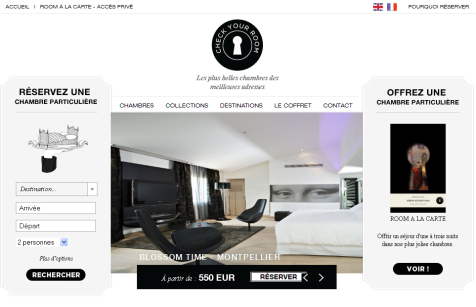 ACCUEIL I ROOM À LA CARTE - ACCÈS PRIVÉ
POURQUOI RÉSERVER
CHECK YOUR ROOM
Les plus belles chambres des
meilleures adresses
RÉSERVEZ UNE
CHAMBRE PARTICULIÈRE
Destination...
Arrivée
Départ
2 personnes
Plus d'options
RECHERCHER
CHAMBRES COLLECTIONS DESTINATIONS LE COFFRET CONTACT
BLOSSOM TIME - MONTPELLIER
À partir de : 550 EUR RÉSERVER
OFFREZ UNE
CHAMBRE PARTICULIÈRE
ROOM A LA CARTE
Offrir un séjour d'une à trois nuits
dans nos plus jolies chambres.
VOIR !